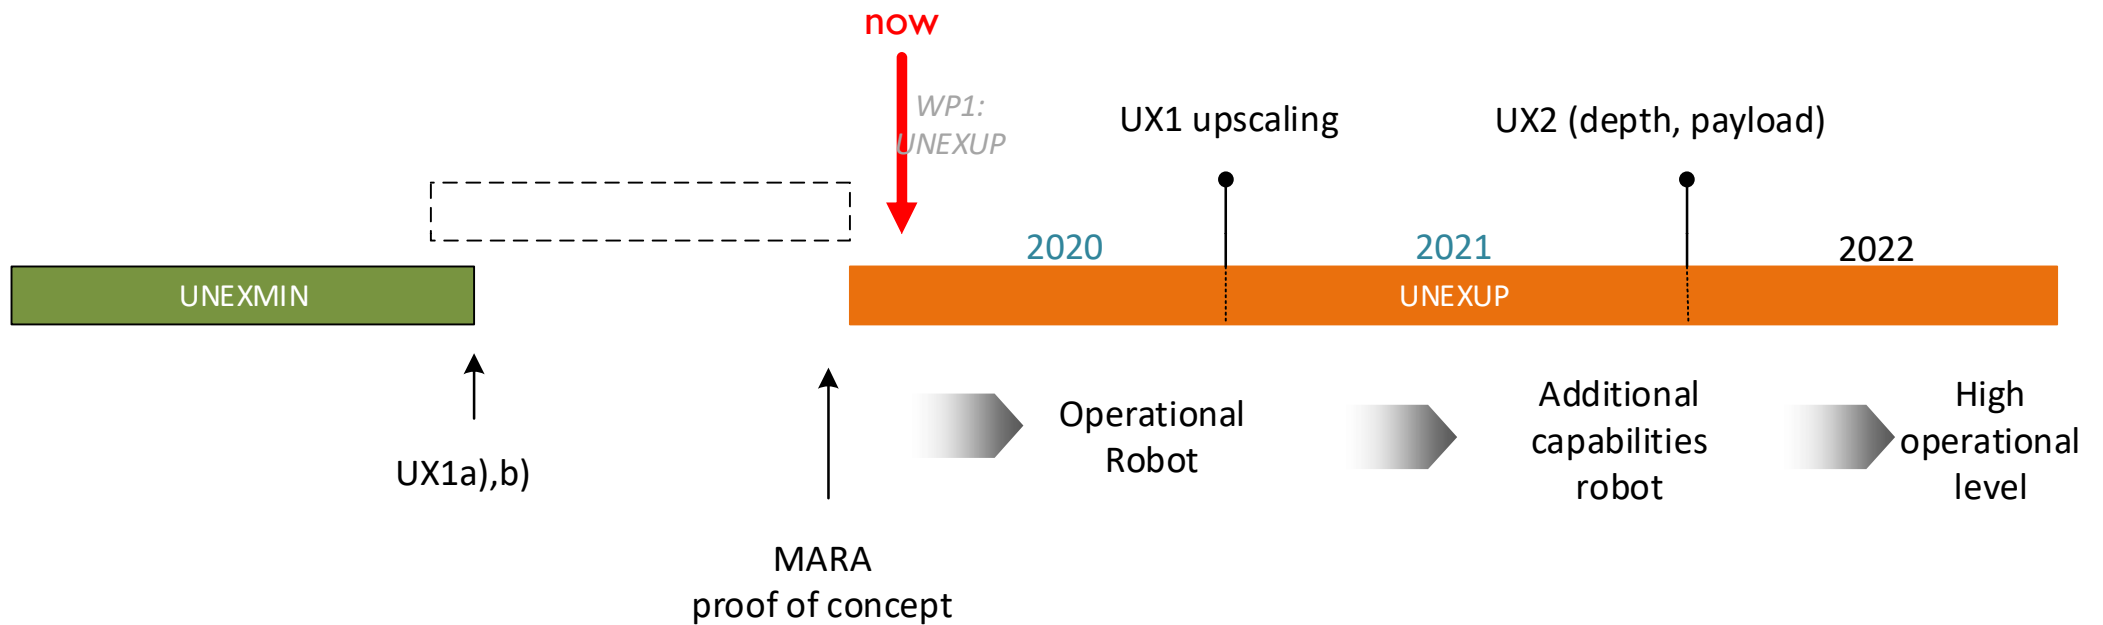 now
WP1:
UNEXUP
UX1 upscaling
UX2 (depth, payload)
2020
2021
2022
UNEXMIN
UNEXUP
UX1a),b)
MARA
proof of concept
Operational
Robot
Additional
capabilities
robot
High
operational
level